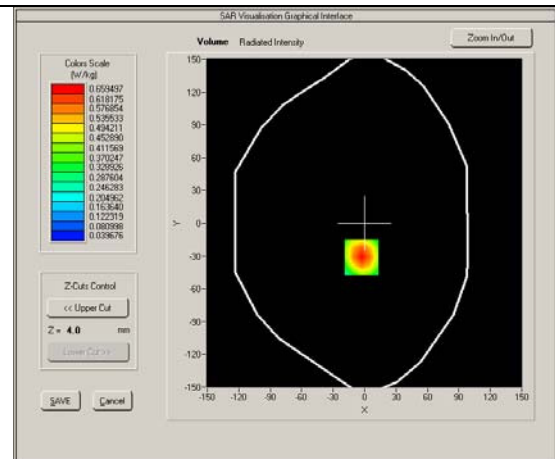 SAR Visualisation Graphical Interface
Volume Radiated Intensity
Zoom In/Out
Colors Scale
(W/kg)
0.659497
0.618175
0.576854
0.535533
0.494211
0.452890
0.411569
0.370247
0.328926
0.287604
0.246283
0.204962
0.163640
0.122319
0.080998
0.039676
Z-Cuts Control
<< Upper Cut
Z = 4.0 mm
Lower Cut >>
SAVE Cancel
150-
120-
90-
60-
30-
0-
-30-
-60-
-90-
-120-
-150-
Y
-150 -120 -90 -60 -30 0 30 60 90 120 150
X